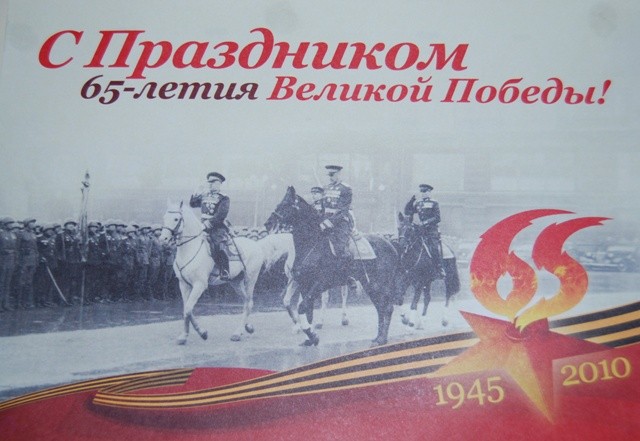 С Праздником
65-летия Великой Победы!
65
1945 2010